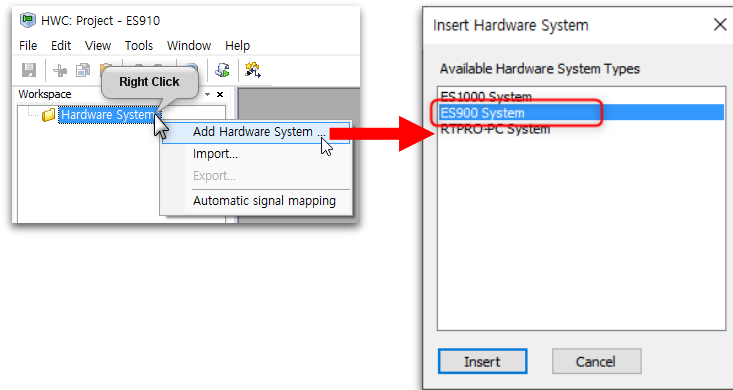 HWC: Project - ES910
File Edit View Tools Window Help
Right Click
Workspace
Hardware System
Add Hardware System ...
Import...
Export...
Automatic signal mapping
Insert Hardware System
Available Hardware System Types
ES1000 System
ES900 System
RTPRO-PC System
Insert Cancel